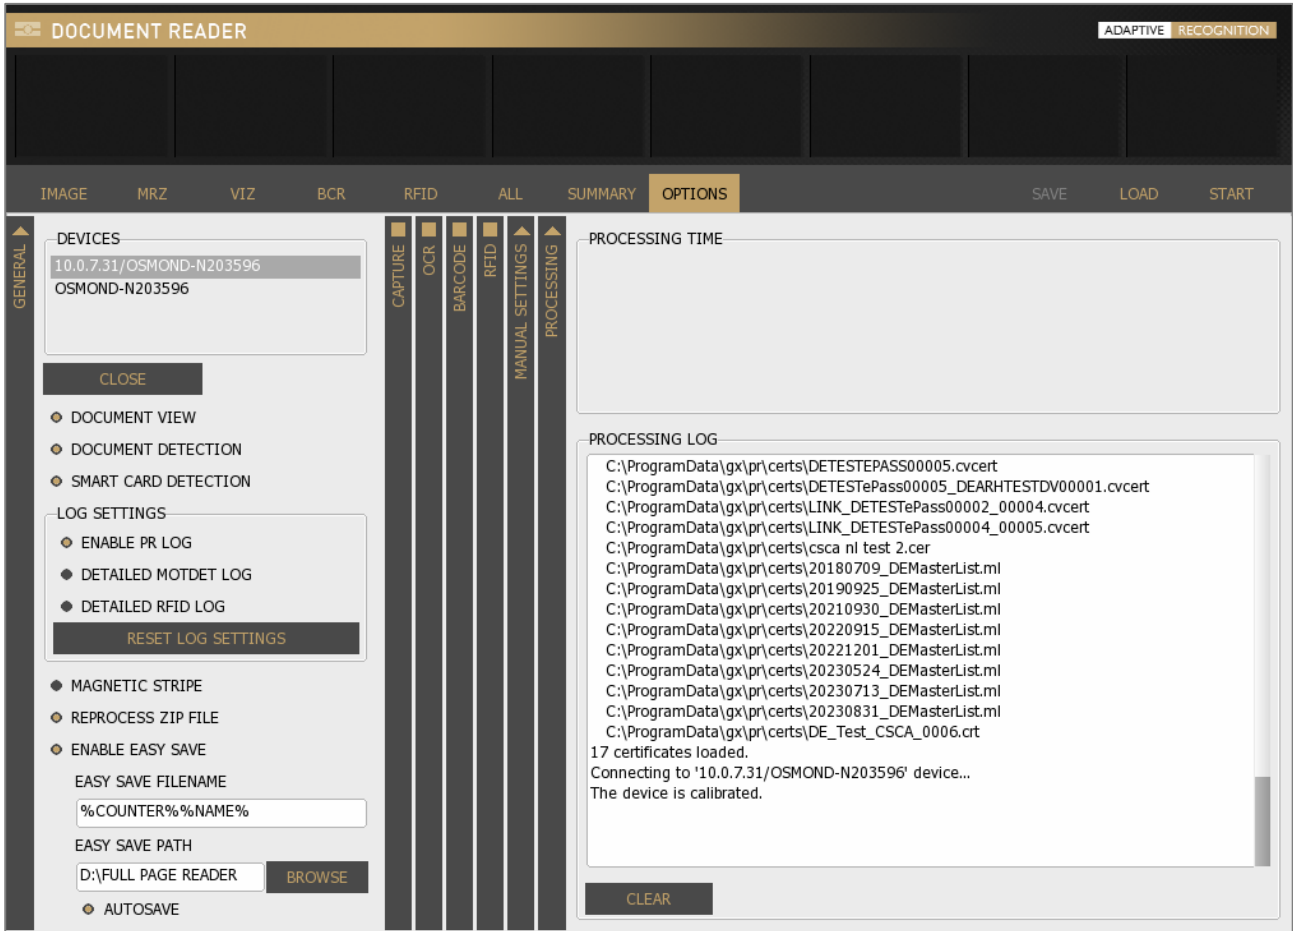 DOCUMENT READER
ADAPTIVE RECOGNITION
IMAGE MRZ VIZ BCR RFID ALL SUMMARY OPTIONS SAVE LOAD START
GENERAL
DEVICES
10.0.7.31/OSMOND-N203596
OSMOND-N203596
CLOSE
DOCUMENT VIEW
DOCUMENT DETECTION
SMART CARD DETECTION
LOG SETTINGS
ENABLE PR LOG
DETAILED MOTDET LOG
DETAILED RFID LOG
RESET LOG SETTINGS
MAGNETIC STRIPE
REPROCESS ZIP FILE
ENABLE EASY SAVE
EASY SAVE FILENAME
%COUNTER%%NAME%
EASY SAVE PATH
D:\FULL PAGE READER BROWSE
AUTOSAVE
CAPTURE
OCR
BARCODE
RFID
MANUAL SETTINGS
PROCESSING
PROCESSING TIME
PROCESSING LOG
C:\ProgramData\gx\pr\certs\DETESTEPASS00005.cvcert
C:\ProgramData\gx\pr\certs\DETESTePass00005_DEARHTESTDV00001.cvcert
C:\ProgramData\gx\pr\certs\LINK_DETESTePass00002_00004.cvcert
C:\ProgramData\gx\pr\certs\LINK_DETESTePass00004_00005.cvcert
C:\ProgramData\gx\pr\certs\csca nl test 2.cer
C:\ProgramData\gx\pr\certs\20180709_DEMasterList.ml
C:\ProgramData\gx\pr\certs\20190925_DEMasterList.ml
C:\ProgramData\gx\pr\certs\20210930_DEMasterList.ml
C:\ProgramData\gx\pr\certs\20220915_DEMasterList.ml
C:\ProgramData\gx\pr\certs\20221201_DEMasterList.ml
C:\ProgramData\gx\pr\certs\20230524_DEMasterList.ml
C:\ProgramData\gx\pr\certs\20230713_DEMasterList.ml
C:\ProgramData\gx\pr\certs\20230831_DEMasterList.ml
C:\ProgramData\gx\pr\certs\DE_Test_CSCA_0006.crt
17 certificates loaded.
Connecting to '10.0.7.31/OSMOND-N203596' device...
The device is calibrated.
CLEAR